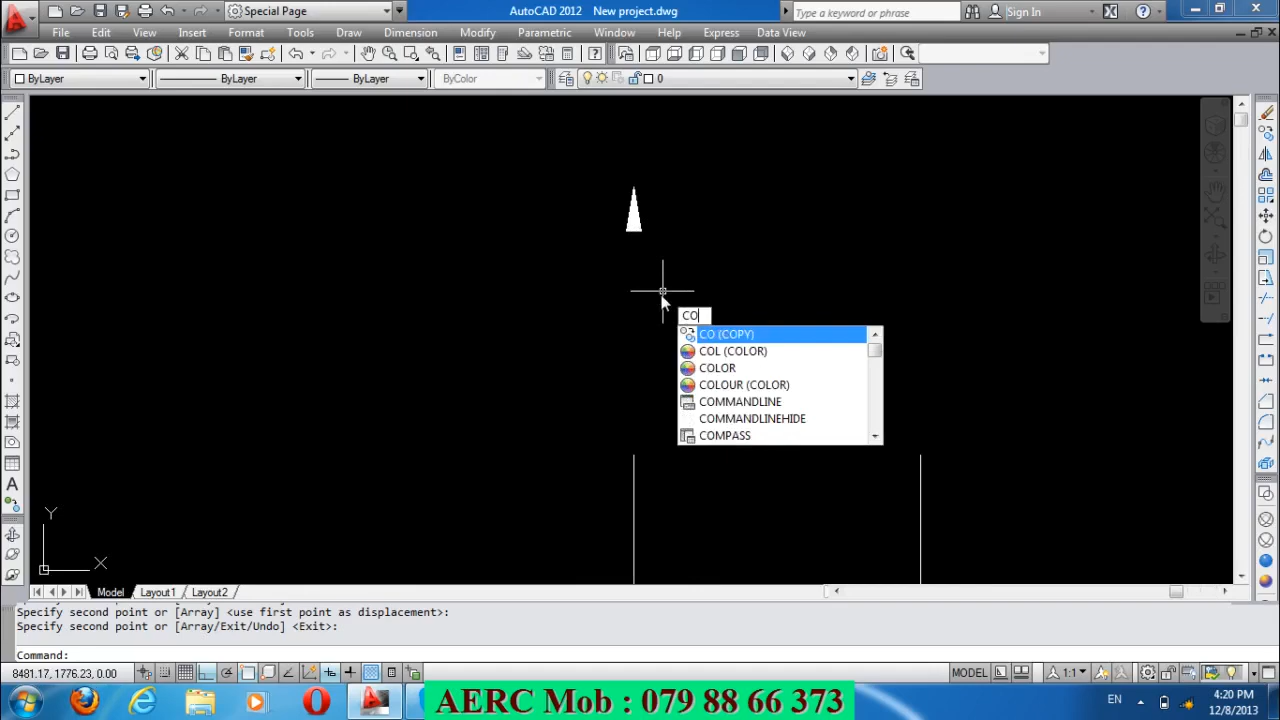 Special Page
AutoCAD 2012 New project.dwg
Type a keyword or phrase
Sign In
File Edit View Insert Format Tools Draw Dimension Modify Parametric Window Help Express Data View
ByLayer ByLayer ByLayer ByColor 0
CO
CO (COPY)
COL (COLOR)
COLOR
COLOUR (COLOR)
COMMANDLINE
COMMANDLINEHIDE
COMPASS
Y
X
Model Layout1 Layout2
Specify second point or [Array] <use first point as displacement>:
Specify second point or [Array/Exit/Undo] <Exit>:
Command:
8481.17, 1776.23, 0.00
MODEL
1:1
AERC Mob : 079 88 66 373
EN
4:20 PM
12/8/2013